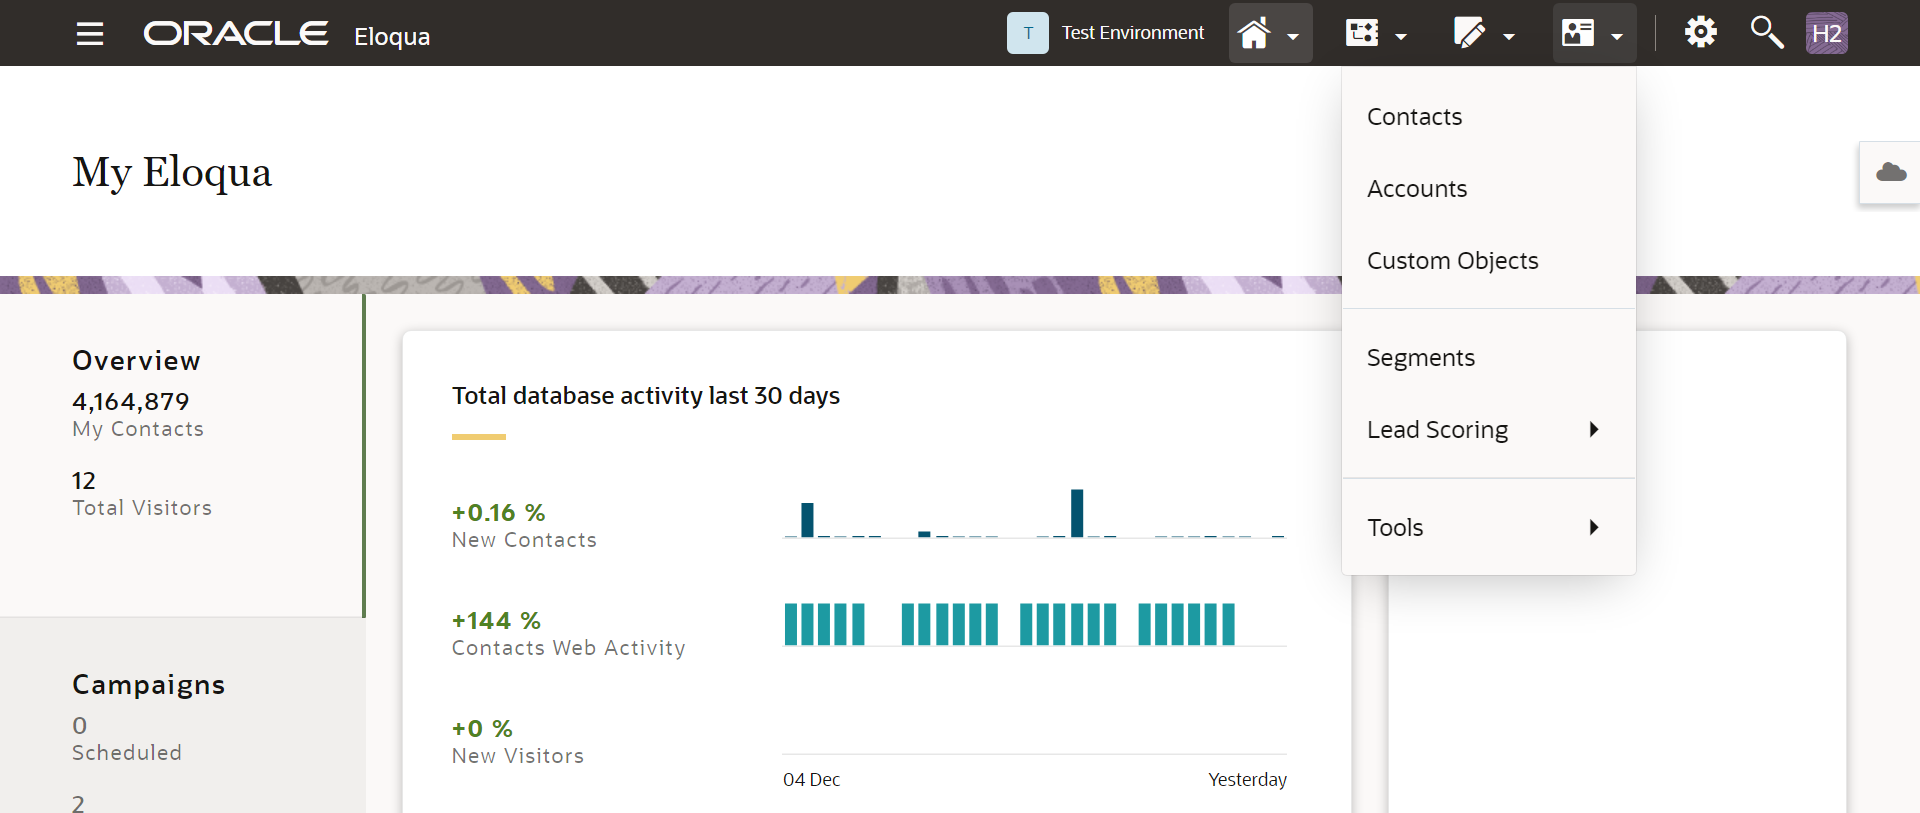 ORACLE Eloqua
T Test Environment
H2
My Eloqua
Contacts
Accounts
Custom Objects
Segments
Lead Scoring
Tools
Overview
4,164,879
My Contacts
12
Total Visitors
Campaigns
0
Scheduled
2
Total database activity last 30 days
+0.16 %
New Contacts
+144 %
Contacts Web Activity
+0 %
New Visitors
04 Dec Yesterday